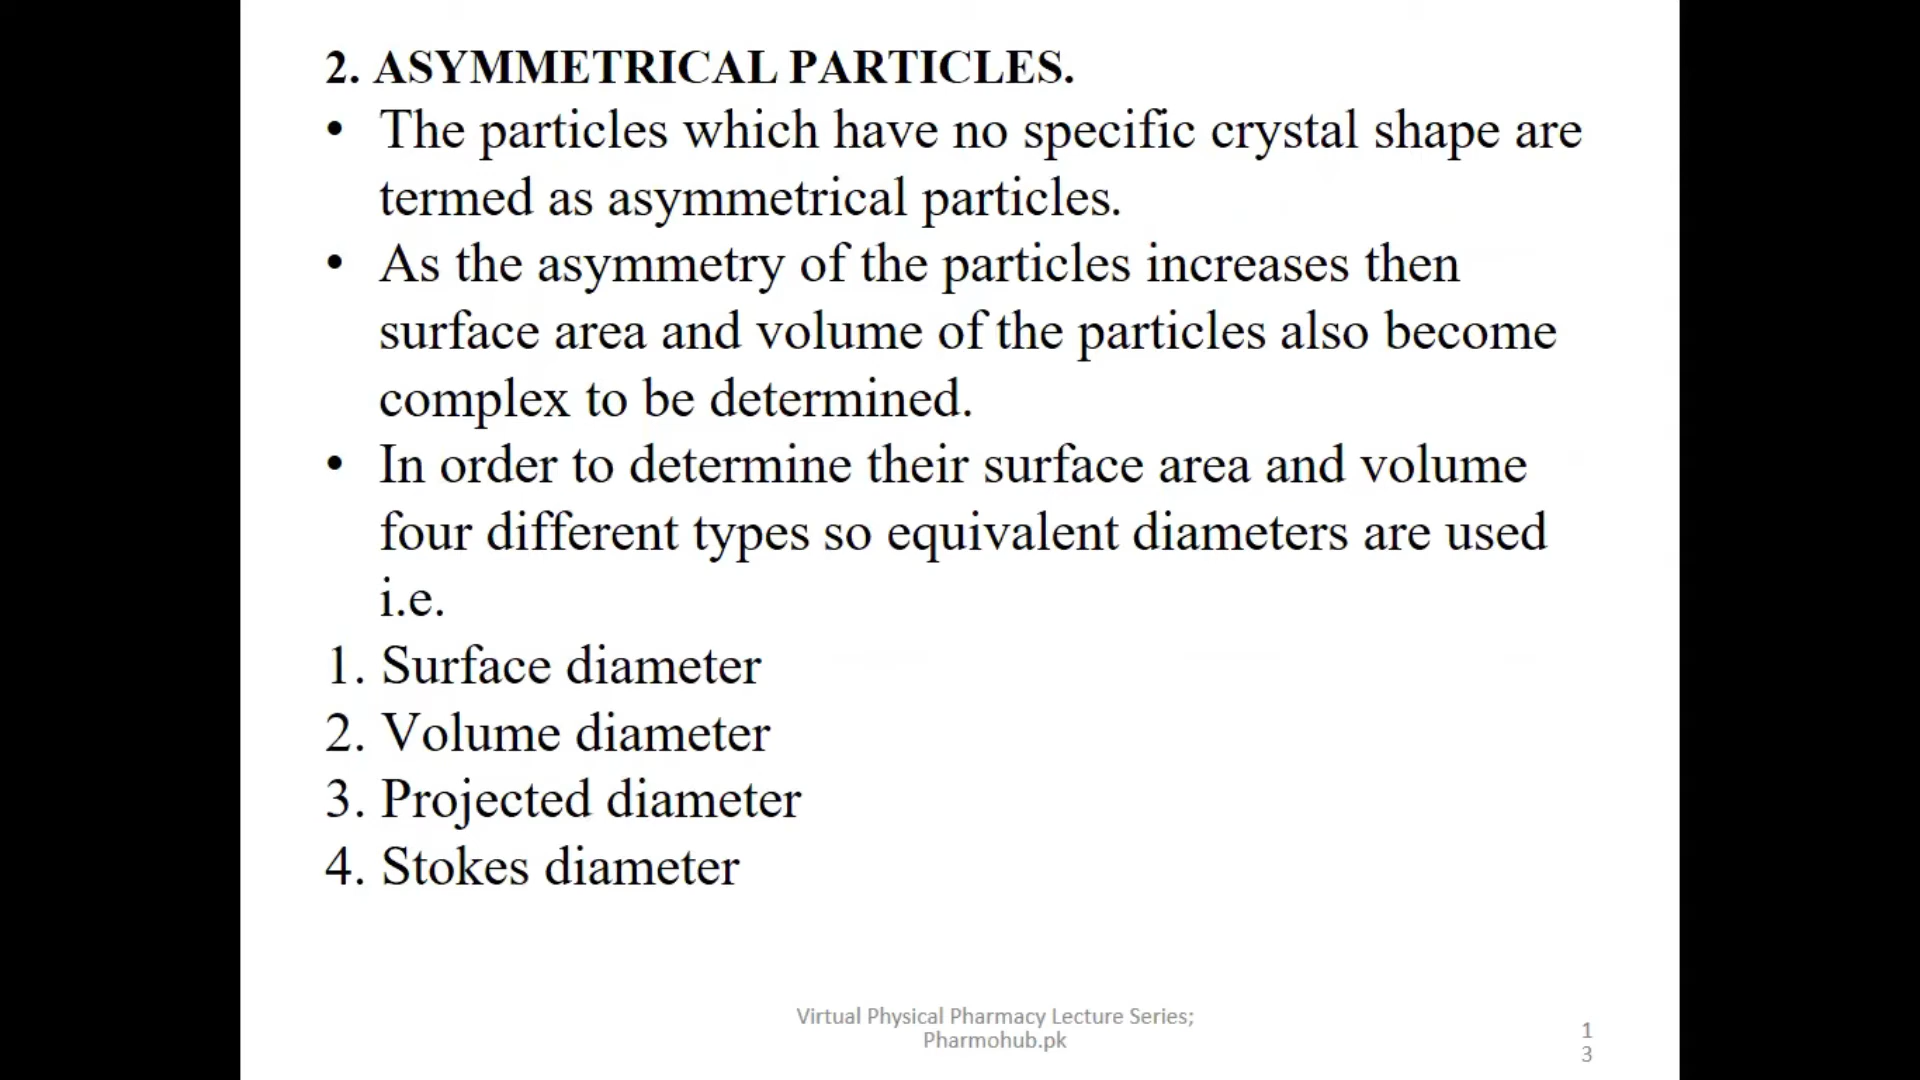 2. ASYMMETRICAL PARTICLES.
• The particles which have no specific crystal shape are
termed as asymmetrical particles.
• As the asymmetry of the particles increases then
surface area and volume of the particles also become
complex to be determined.
• In order to determine their surface area and volume
four different types so equivalent diameters are used
i.e.
1. Surface diameter
2. Volume diameter
3. Projected diameter
4. Stokes diameter
Virtual Physical Pharmacy Lecture Series;
Pharmohub.pk
1
3